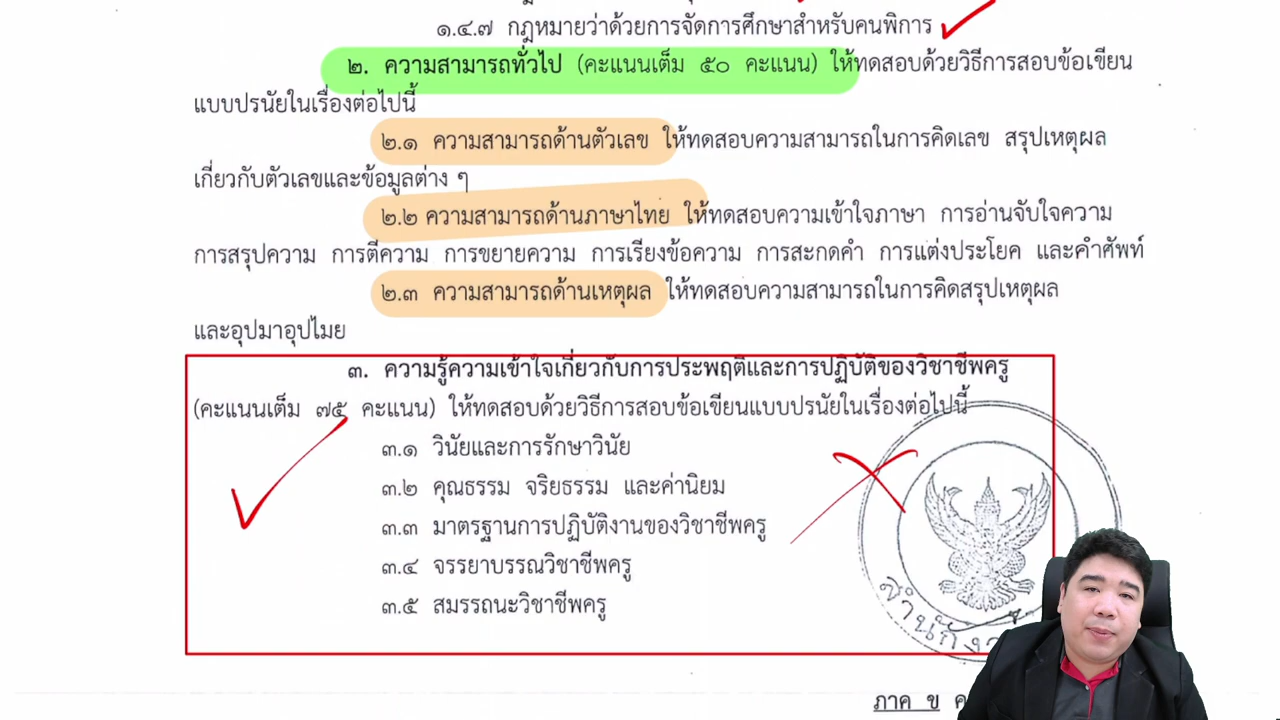 ๑.๔.๗ กฎหมายว่าด้วยการจัดการศึกษาสำหรับคนพิการ
๒. ความสามารถทั่วไป (คะแนนเต็ม ๕๐ คะแนน) ให้ทดสอบด้วยวิธีการสอบข้อเขียน
แบบปรนัยในเรื่องต่อไปนี้
๒.๑ ความสามารถด้านตัวเลข ให้ทดสอบความสามารถในการคิดเลข สรุปเหตุผล
เกี่ยวกับตัวเลขและข้อมูลต่าง ๆ
๒.๒ ความสามารถด้านภาษาไทย ให้ทดสอบความเข้าใจภาษา การอ่านจับใจความ
การสรุปความ การตีความ การขยายความ การเรียงข้อความ การสะกดคำ การแต่งประโยค และคำศัพท์
๒.๓ ความสามารถด้านเหตุผล ให้ทดสอบความสามารถในการคิดสรุปเหตุผล
และอุปมาอุปไมย
๓. ความรู้ความเข้าใจเกี่ยวกับการประพฤติและการปฏิบัติของวิชาชีพครู
(คะแนนเต็ม ๗๕ คะแนน) ให้ทดสอบด้วยวิธีการสอบข้อเขียนแบบปรนัยในเรื่องต่อไปนี้
๓.๑ วินัยและการรักษาวินัย
๓.๒ คุณธรรม จริยธรรม และค่านิยม
๓.๓ มาตรฐานการปฏิบัติงานของวิชาชีพครู
๓.๔ จรรยาบรรณวิชาชีพครู
๓.๕ สมรรถนะวิชาชีพครู
ภาค ข